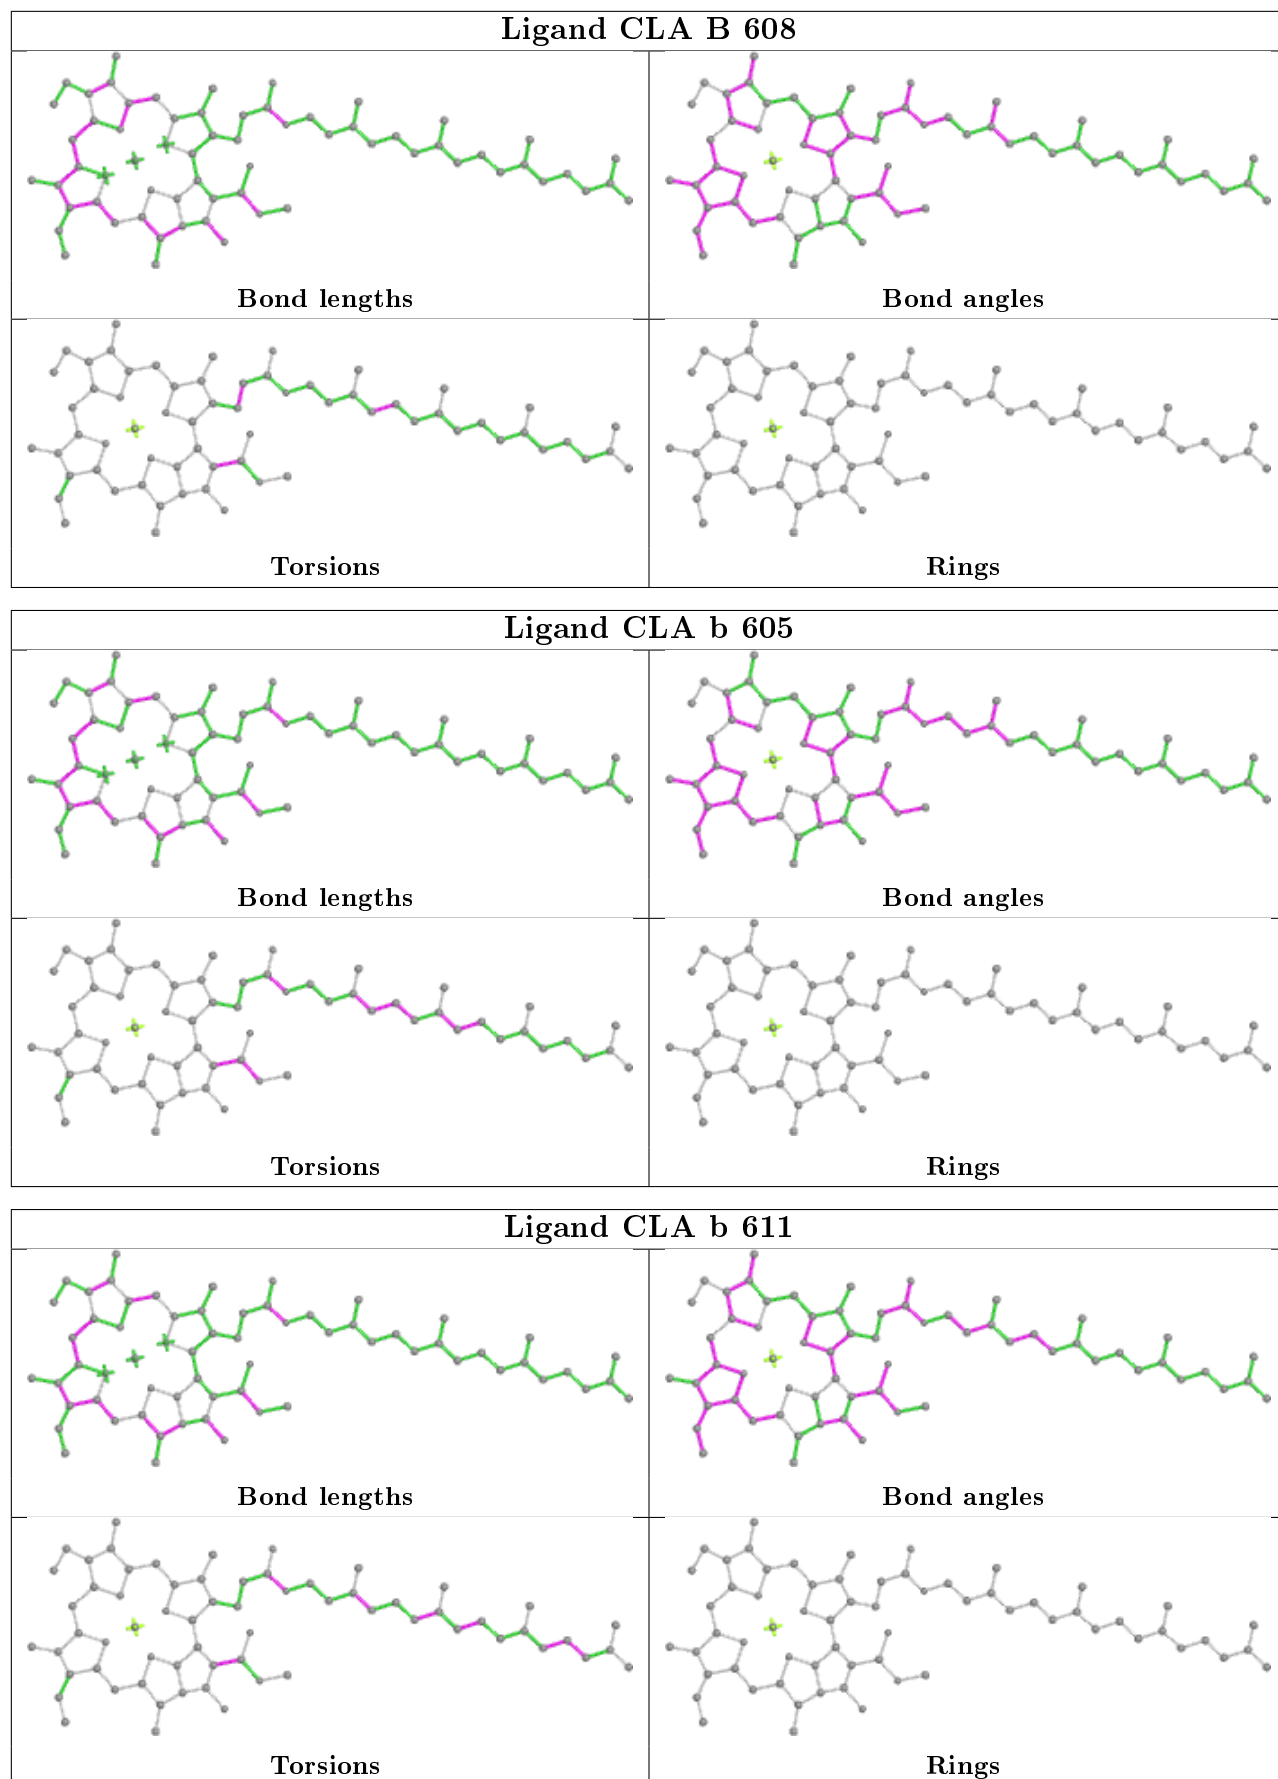 Ligand CLA B 608
Bond lengths
Bond angles
Torsions
Rings
Ligand CLA b 605
Bond lengths
Bond angles
Torsions
Rings
Ligand CLA b 611
Bond lengths
Bond angles
Torsions
Rings